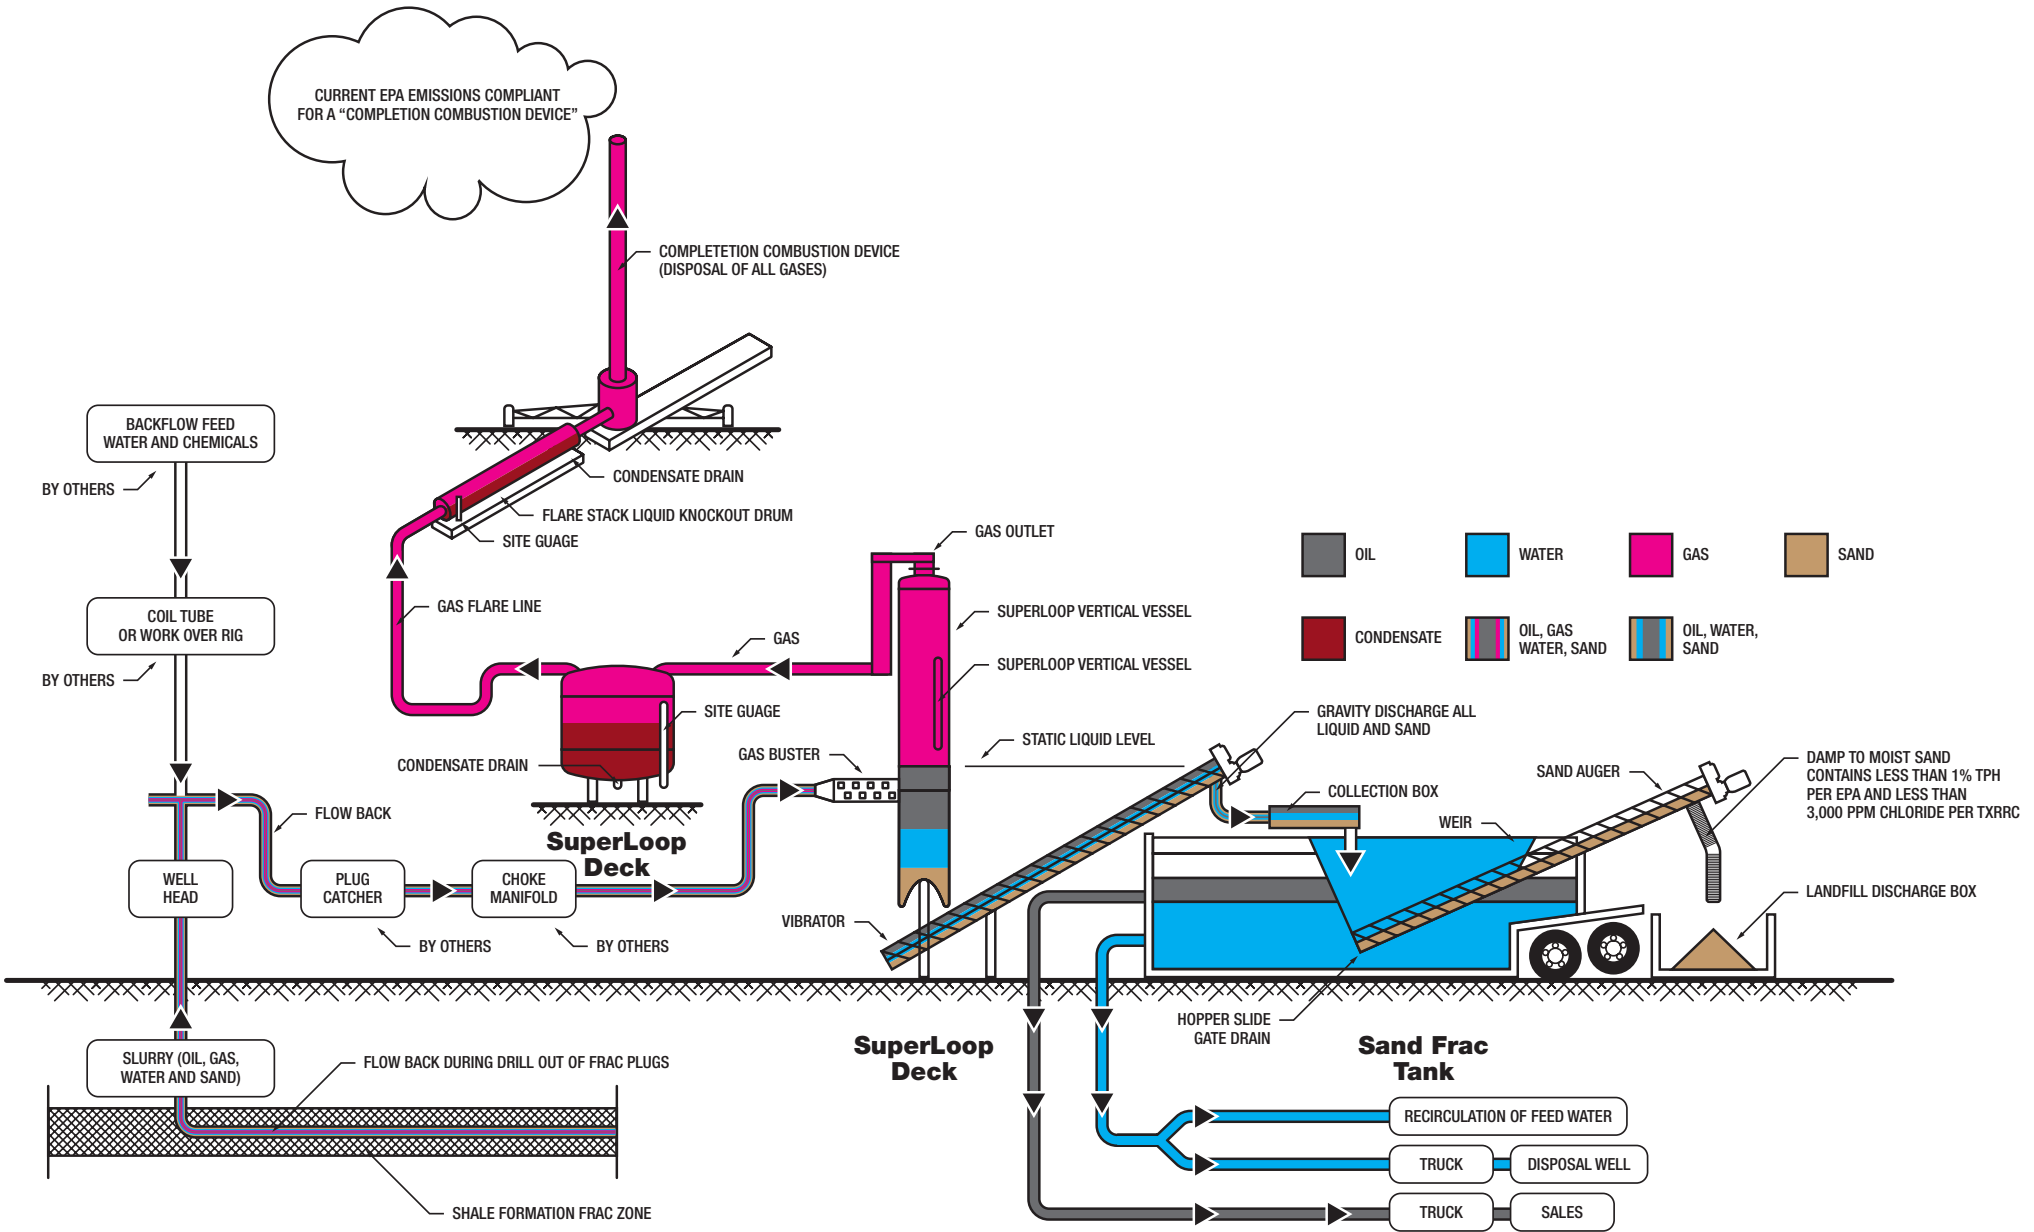 CURRENT EPA EMISSIONS COMPLIANT
FOR A “COMPLETION COMBUSTION DEVICE”
COMPLETETION COMBUSTION DEVICE
(DISPOSAL OF ALL GASES)
BACKFLOW FEED
WATER AND CHEMICALS
BY OTHERS
COIL TUBE
OR WORK OVER RIG
BY OTHERS
CONDENSATE DRAIN
FLARE STACK LIQUID KNOCKOUT DRUM
SITE GUAGE
GAS FLARE LINE
GAS OUTLET
SUPERLOOP VERTICAL VESSEL
GAS
SUPERLOOP VERTICAL VESSEL
SITE GUAGE
STATIC LIQUID LEVEL
GAS BUSTER
CONDENSATE DRAIN
OIL
WATER
GAS
SAND
CONDENSATE
OIL, GAS
WATER, SAND
OIL, WATER,
SAND
GRAVITY DISCHARGE ALL
LIQUID AND SAND
SAND AUGER
DAMP TO MOIST SAND
CONTAINS LESS THAN 1% TPH
PER EPA AND LESS THAN
3,000 PPM CHLORIDE PER TXRRC
COLLECTION BOX
WEIR
FLOW BACK
SuperLoop
Deck
WELL
HEAD
PLUG
CATCHER
CHOKE
MANIFOLD
BY OTHERS
BY OTHERS
VIBRATOR
LANDFILL DISCHARGE BOX
HOPPER SLIDE
GATE DRAIN
SuperLoop
Deck
Sand Frac
Tank
SLURRY (OIL, GAS,
WATER AND SAND)
FLOW BACK DURING DRILL OUT OF FRAC PLUGS
SHALE FORMATION FRAC ZONE
RECIRCULATION OF FEED WATER
TRUCK
DISPOSAL WELL
TRUCK
SALES